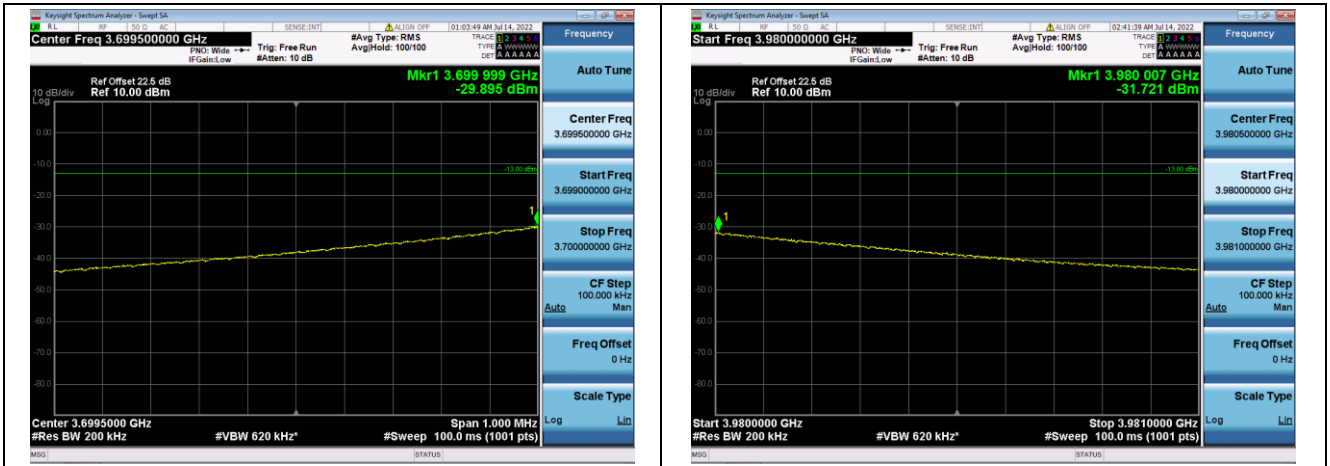 Keysight Spectrum Analyzer - Swept SA
RL RF 50 Ω AC SENSE:INT ALIGN OFF 01:03:49 AM Jul 14, 2022
Center Freq 3.699500000 GHz
PNO: Wide
IFGain:Low
Trig: Free Run
#Atten: 10 dB
#Avg Type: RMS
Avg|Hold: 100/100
TRACE 1 2 3 4 5 6
TYPE A WWWWW
DET A A A A A A
Mkr1 3.699 999 GHz
-29.895 dBm
Ref Offset 22.5 dB
10 dB/div Ref 10.00 dBm
Log
0.00
-10.0
-13.00 dBm
-20.0
1
-30.0
-40.0
-50.0
-60.0
-70.0
-80.0
Center 3.6995000 GHz Span 1.000 MHz
#Res BW 200 kHz #VBW 620 kHz* #Sweep 100.0 ms (1001 pts)
MSG STATUS
Frequency
Auto Tune
Center Freq
3.699500000 GHz
Start Freq
3.699000000 GHz
Stop Freq
3.700000000 GHz
CF Step
100.000 kHz
Auto Man
Freq Offset
0 Hz
Scale Type
Log Lin
Keysight Spectrum Analyzer - Swept SA
RL RF 50 Ω AC SENSE:INT ALIGN OFF 02:41:39 AM Jul 14, 2022
Start Freq 3.980000000 GHz
PNO: Wide
IFGain:Low
Trig: Free Run
#Atten: 10 dB
#Avg Type: RMS
Avg|Hold: 100/100
TRACE 1 2 3 4 5 6
TYPE A WWWWW
DET A A A A A A
Mkr1 3.980 007 GHz
-31.721 dBm
Ref Offset 22.5 dB
10 dB/div Ref 10.00 dBm
Log
0.00
-10.0
-13.00 dBm
-20.0
1
-30.0
-40.0
-50.0
-60.0
-70.0
-80.0
Start 3.9800000 GHz Stop 3.9810000 GHz
#Res BW 200 kHz #VBW 620 kHz* #Sweep 100.0 ms (1001 pts)
MSG STATUS
Frequency
Auto Tune
Center Freq
3.980500000 GHz
Start Freq
3.980000000 GHz
Stop Freq
3.981000000 GHz
CF Step
100.000 kHz
Auto Man
Freq Offset
0 Hz
Scale Type
Log Lin